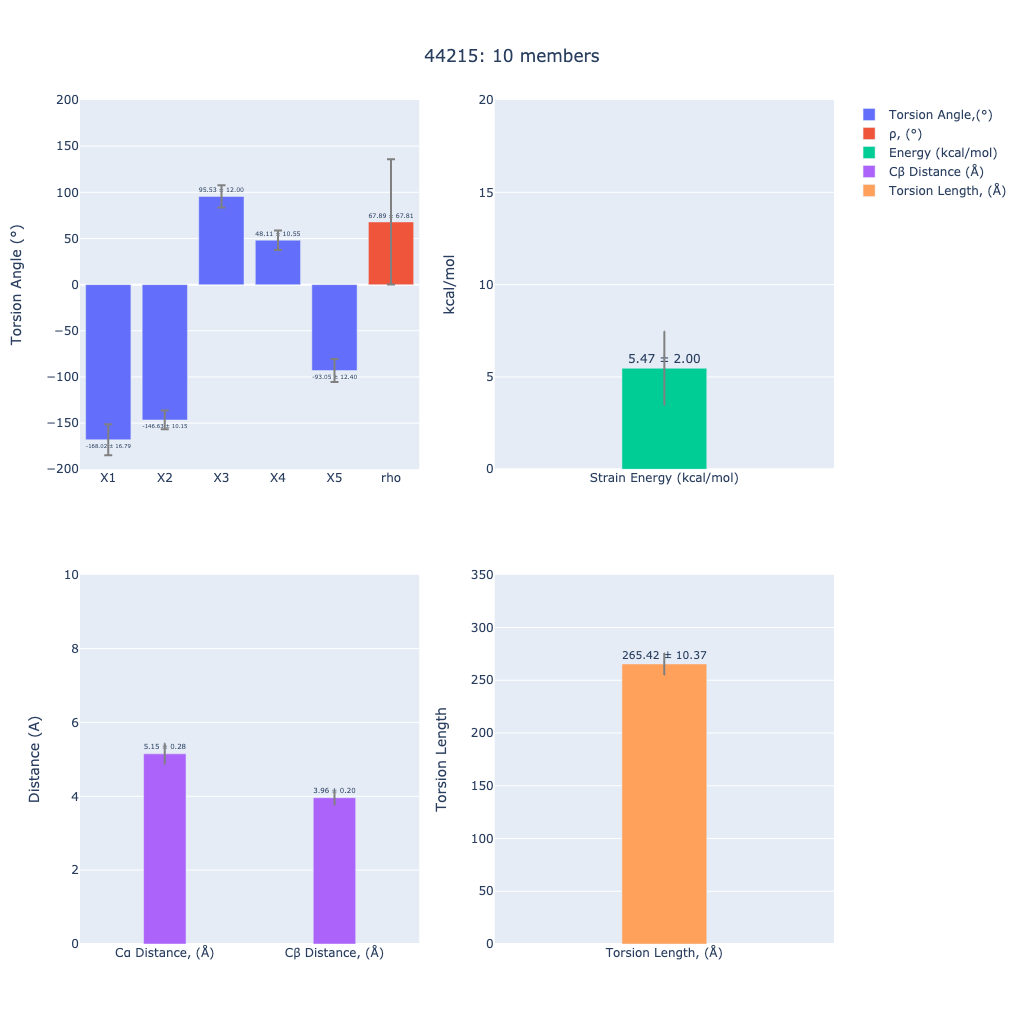 44215: 10 members
200
150
100
50
0
−50
−100
−150
−200
Torsion Angle (°)
95.53 ± 12.00
67.89 ± 67.81
48.11 ± 10.55
-93.05 ± 12.40
-168.02 ± 16.79
X1 X2 X3 X4 X5 rho
20
15
10
5
0
kcal/mol
5.47 ± 2.00
Strain Energy (kcal/mol)
Torsion Angle,(°)
ρ, (°)
Energy (kcal/mol)
Cβ Distance (Å)
Torsion Length, (Å)
10
8
6
4
2
0
Distance (A)
5.15 ± 0.28
3.96 ± 0.20
Cα Distance, (Å) Cβ Distance, (Å)
350
300
250
200
150
100
50
0
Torsion Length
265.42 ± 10.37
Torsion Length, (Å)